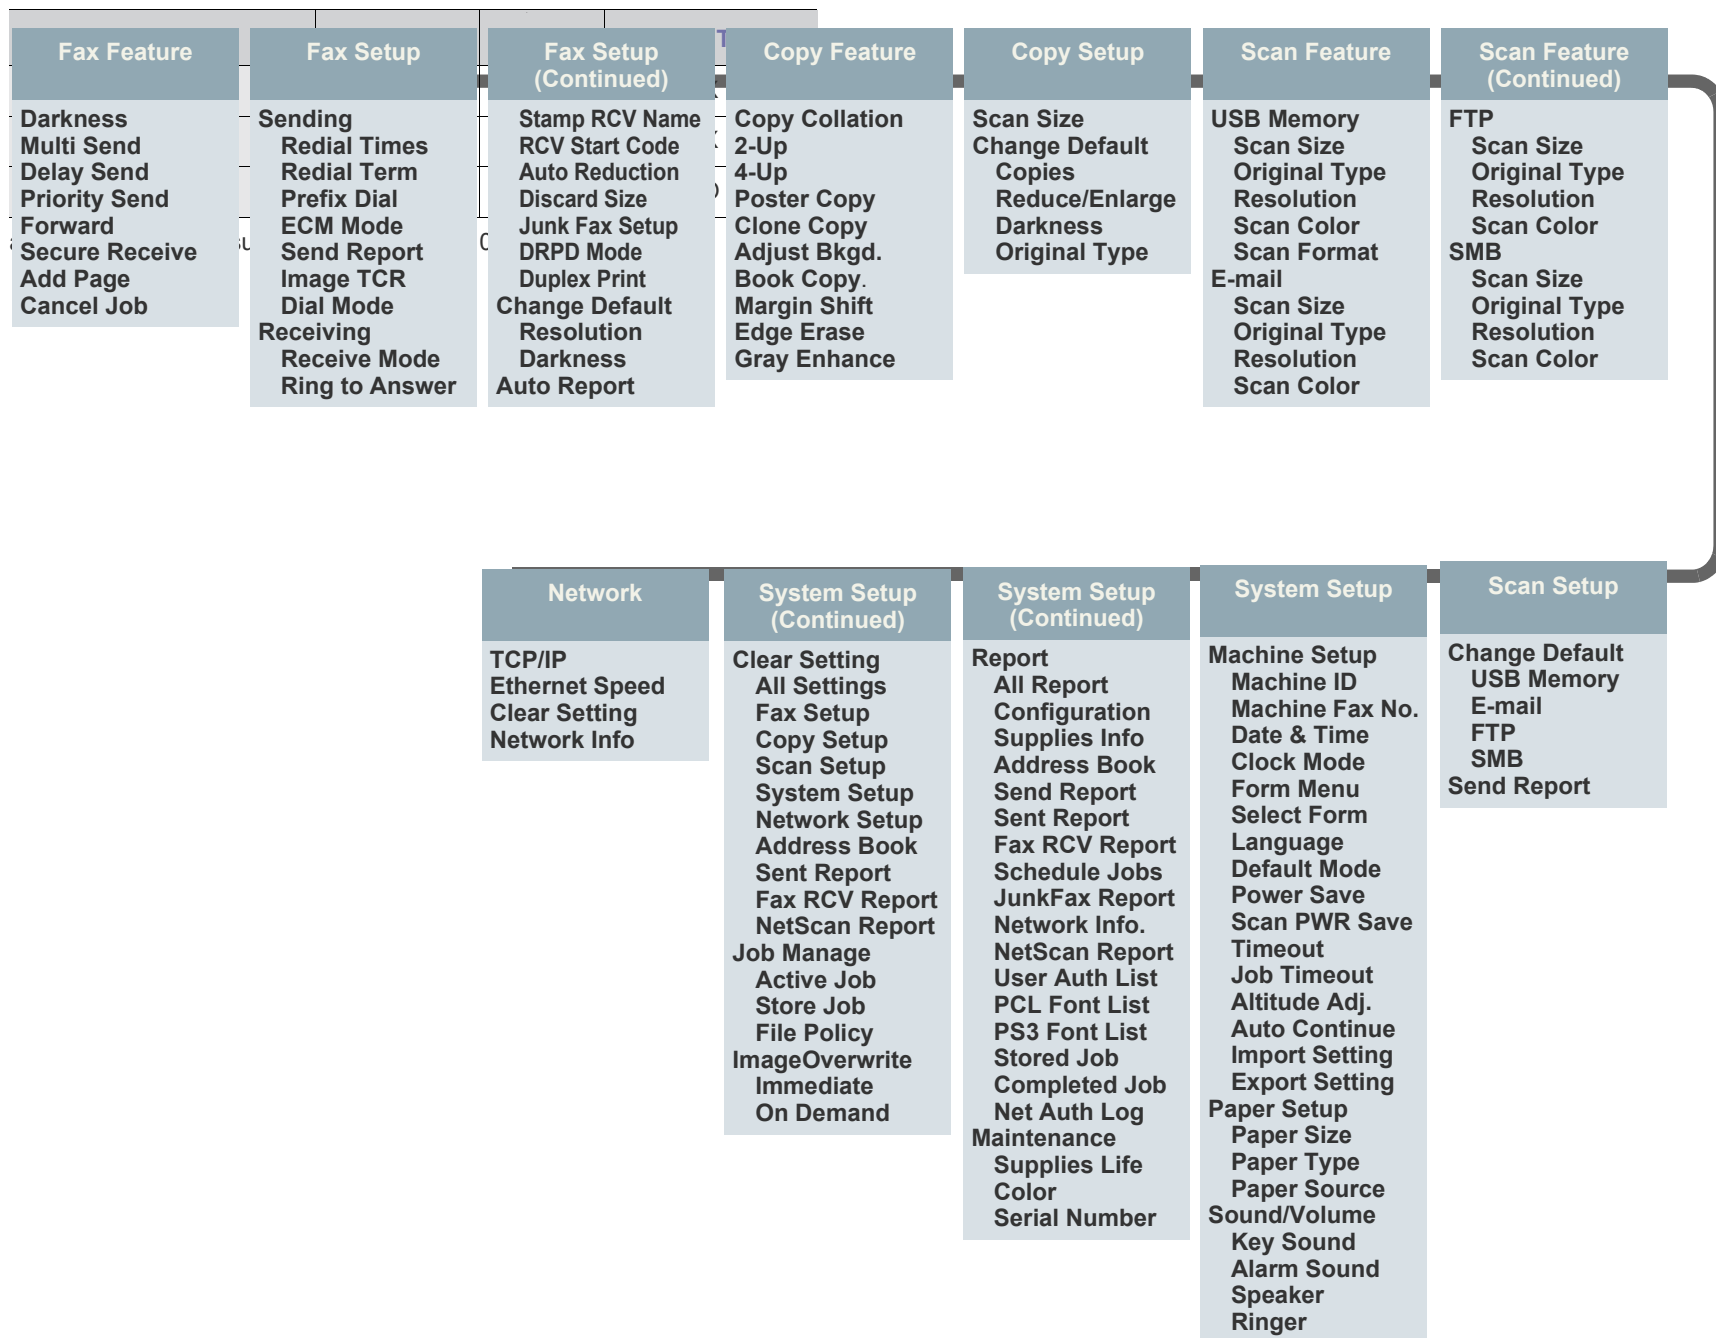 Fax Feature
Darkness
Multi Send
Delay Send
Priority Send
Forward
Secure Receive
Add Page
Cancel Job
Fax Setup
Sending
Redial Times
Redial Term
Prefix Dial
ECM Mode
Send Report
Image TCR
Dial Mode
Receiving
Receive Mode
Ring to Answer
Fax Setup
(Continued)
Stamp RCV Name
RCV Start Code
Auto Reduction
Discard Size
Junk Fax Setup
DRPD Mode
Duplex Print
Change Default
Resolution
Darkness
Auto Report
Copy Feature
Copy Collation
2-Up
4-Up
Poster Copy
Clone Copy
Adjust Bkgd.
Book Copy.
Margin Shift
Edge Erase
Gray Enhance
Copy Setup
Scan Size
Change Default
Copies
Reduce/Enlarge
Darkness
Original Type
Scan Feature
USB Memory
Scan Size
Original Type
Resolution
Scan Color
Scan Format
E-mail
Scan Size
Original Type
Resolution
Scan Color
Scan Feature
(Continued)
FTP
Scan Size
Original Type
Resolution
Scan Color
SMB
Scan Size
Original Type
Resolution
Scan Color
Network
TCP/IP
Ethernet Speed
Clear Setting
Network Info
System Setup
(Continued)
Clear Setting
All Settings
Fax Setup
Copy Setup
Scan Setup
System Setup
Network Setup
Address Book
Sent Report
Fax RCV Report
NetScan Report
Job Manage
Active Job
Store Job
File Policy
ImageOverwrite
Immediate
On Demand
System Setup
(Continued)
Report
All Report
Configuration
Supplies Info
Address Book
Send Report
Sent Report
Fax RCV Report
Schedule Jobs
JunkFax Report
Network Info.
NetScan Report
User Auth List
PCL Font List
PS3 Font List
Stored Job
Completed Job
Net Auth Log
Maintenance
Supplies Life
Color
Serial Number
System Setup
Machine Setup
Machine ID
Machine Fax No.
Date & Time
Clock Mode
Form Menu
Select Form
Language
Default Mode
Power Save
Scan PWR Save
Timeout
Job Timeout
Altitude Adj.
Auto Continue
Import Setting
Export Setting
Paper Setup
Paper Size
Paper Type
Paper Source
Sound/Volume
Key Sound
Alarm Sound
Speaker
Ringer
Scan Setup
Change Default
USB Memory
E-mail
FTP
SMB
Send Report